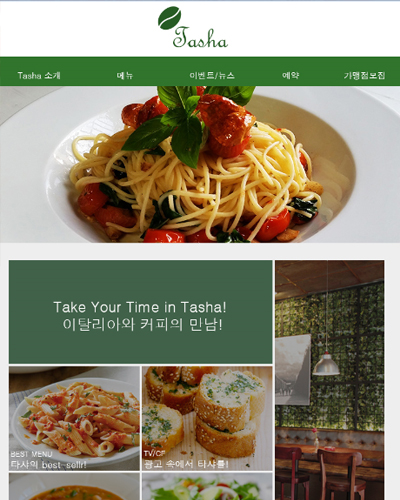 Tasha
Tasha 소개
메뉴
이벤트/뉴스
예약
가맹점모집
Take Your Time in Tasha!
이탈리아와 커피의 만남!
BEST MENU
타샤의 best sellr!
TV/CF
광고 속에서 타샤를!